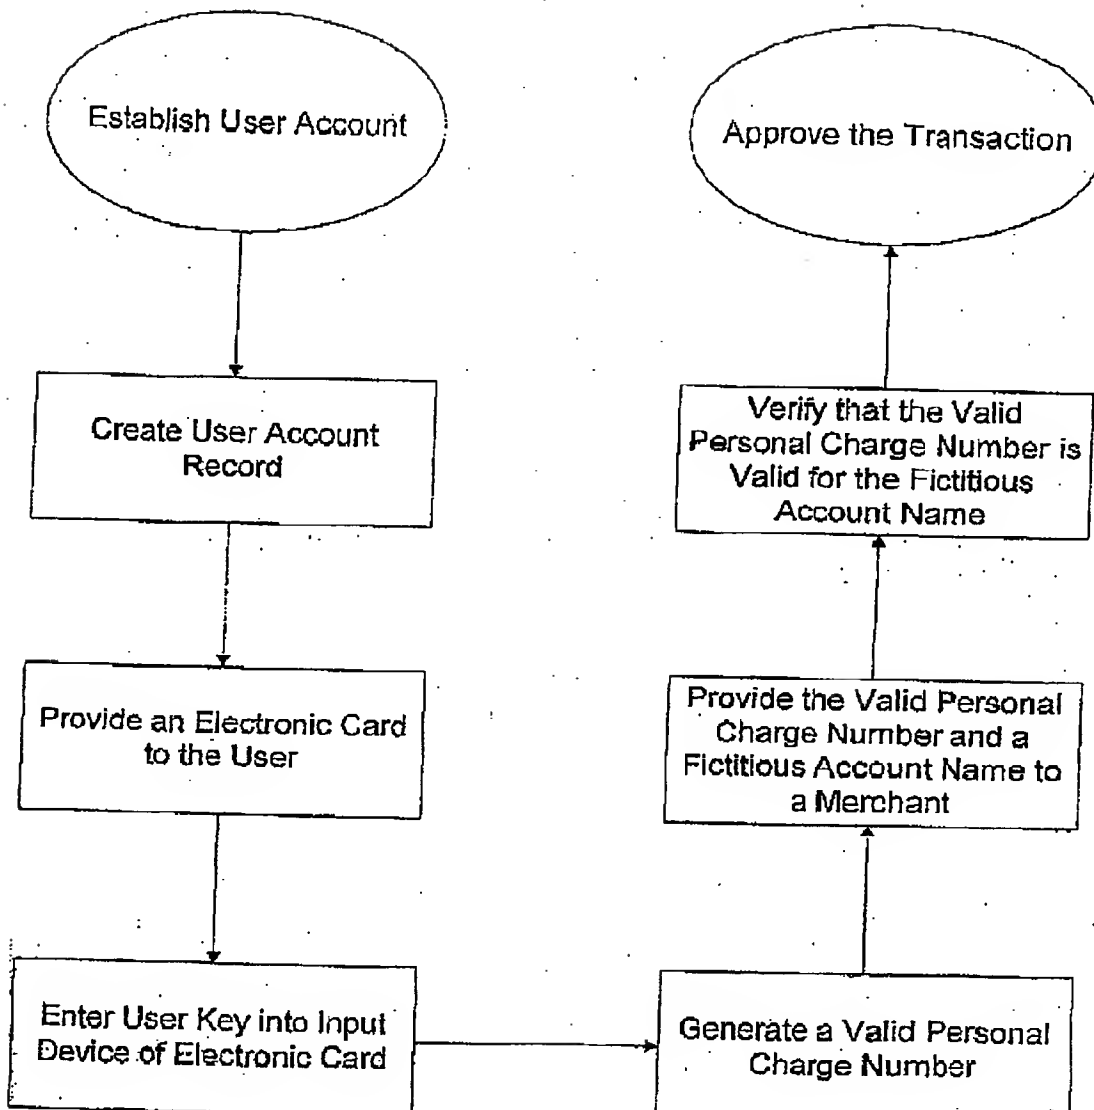 Establish User Account
Create User Account
Record
Provide an Electronic Card
to the User
Enter User Key into Input
Device of Electronic Card
Generate a Valid Personal
Charge Number
Provide the Valid Personal
Charge Number and a
Fictitious Account Name to
a Merchant
Verify that the Valid
Personal Charge Number is
Valid for the Fictitious
Account Name
Approve the Transaction